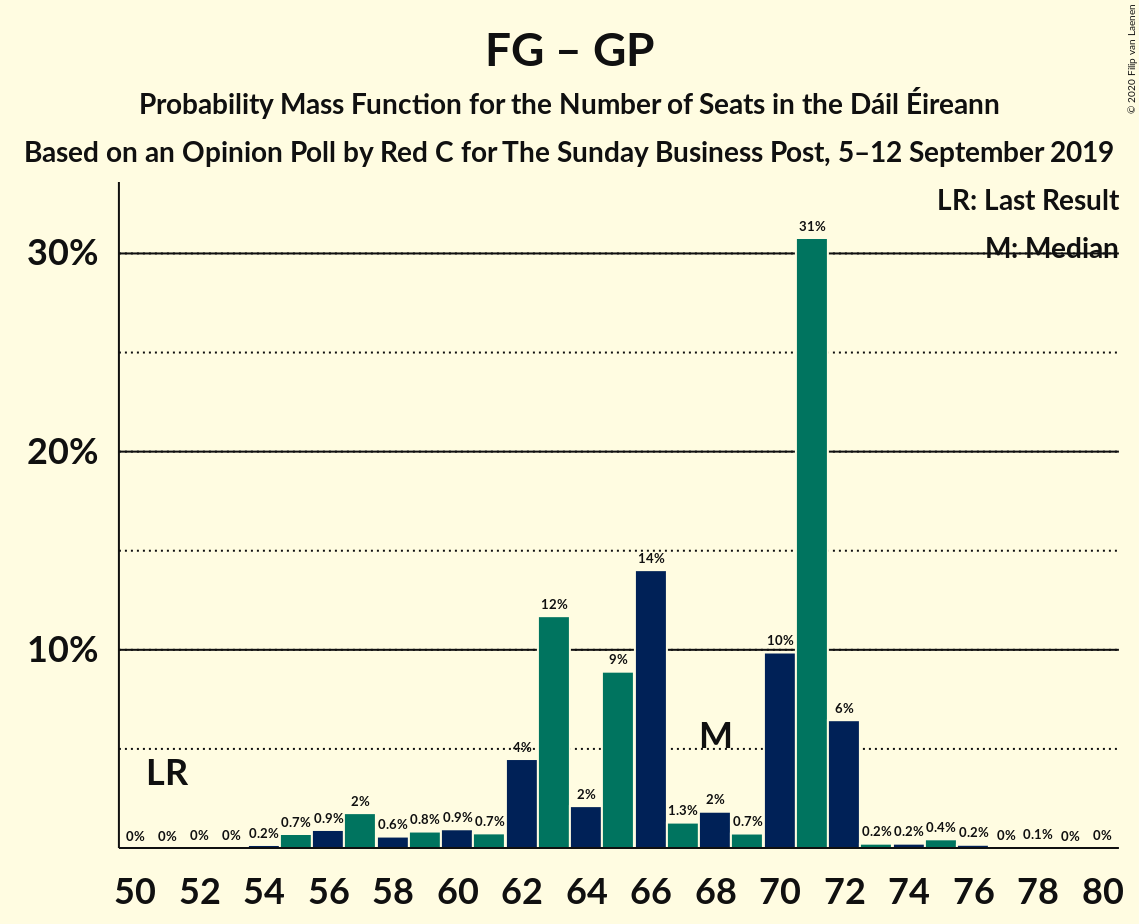 FG – GP
Probability Mass Function for the Number of Seats in the Dáil Éireann
Based on an Opinion Poll by Red C for The Sunday Business Post, 5–12 September 2019
© 2020 Filip van Laenen
LR: Last Result
M: Median
30%
20%
10%
LR
M
0% 0% 0% 0% 0.2% 0.7% 0.9% 2% 0.6% 0.8% 0.9% 0.7% 4% 12% 2% 9% 14% 1.3% 2% 0.7% 10% 31% 6% 0.2% 0.2% 0.4% 0.2% 0% 0.1% 0% 0%
50 52 54 56 58 60 62 64 66 68 70 72 74 76 78 80